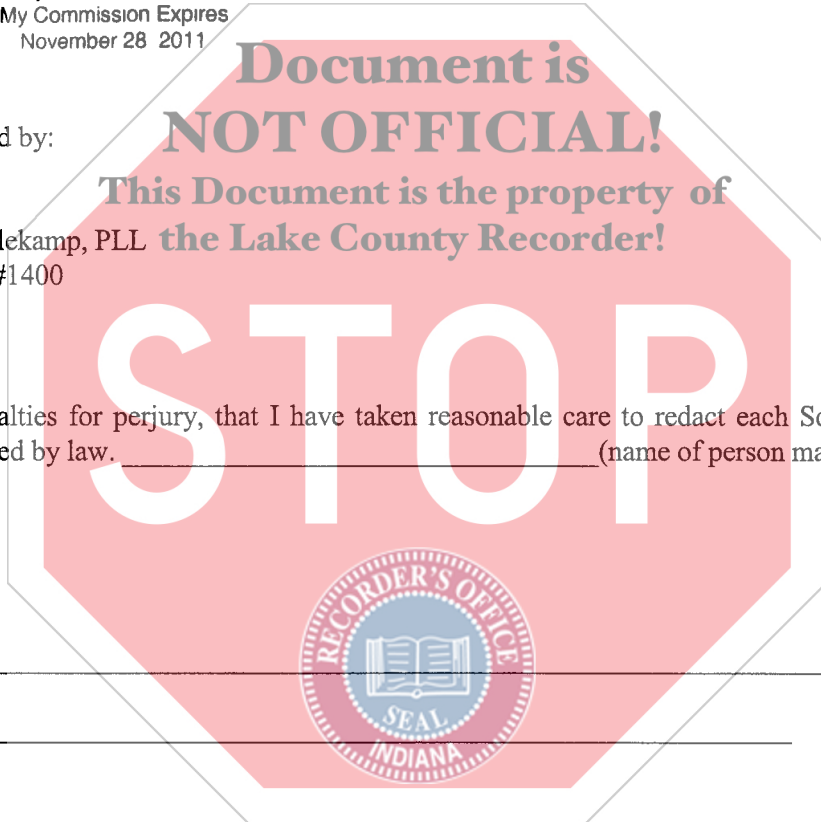 My Commission Expires
November 28 2011
Document is
NOT OFFICIAL!
d by:
This Document is the property of
lekamp, PLL the Lake County Recorder!
#1400
STOP
alties for perjury, that I have taken reasonable care to redact each So
ed by law. (name of person ma
RECORDER'S OFFICE
SEAL
INDIANA